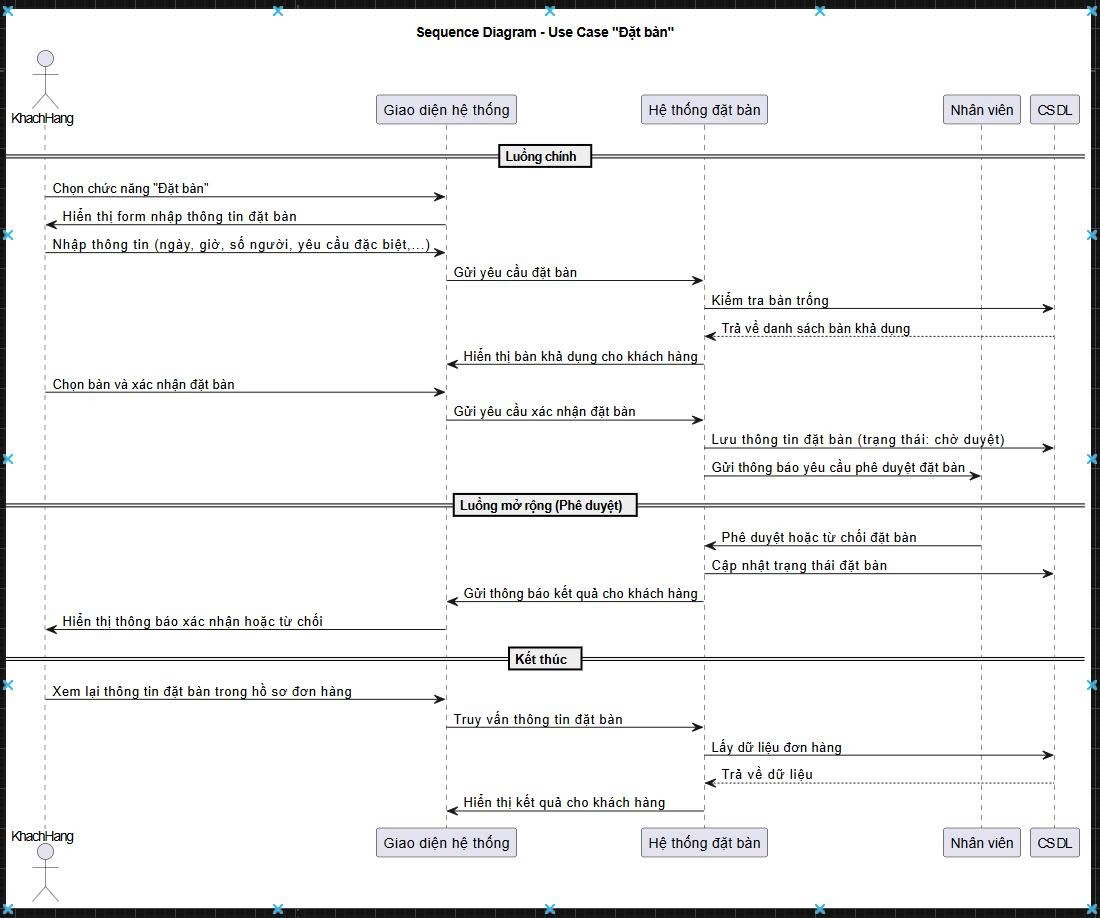 Sequence Diagram - Use Case "Đặt bàn"
KhachHang
Giao diện hệ thống
Hệ thống đặt bàn
Nhân viên
CSDL
Luồng chính
Chọn chức năng "Đặt bàn"
Hiển thị form nhập thông tin đặt bàn
Nhập thông tin (ngày, giờ, số người, yêu cầu đặc biệt,...)
Gửi yêu cầu đặt bàn
Kiểm tra bàn trống
Trả về danh sách bàn khả dụng
Hiển thị bàn khả dụng cho khách hàng
Chọn bàn và xác nhận đặt bàn
Gửi yêu cầu xác nhận đặt bàn
Lưu thông tin đặt bàn (trạng thái: chờ duyệt)
Gửi thông báo yêu cầu phê duyệt đặt bàn
Luồng mở rộng (Phê duyệt)
Phê duyệt hoặc từ chối đặt bàn
Cập nhật trạng thái đặt bàn
Gửi thông báo kết quả cho khách hàng
Hiển thị thông báo xác nhận hoặc từ chối
Kết thúc
Xem lại thông tin đặt bàn trong hồ sơ đơn hàng
Truy vấn thông tin đặt bàn
Lấy dữ liệu đơn hàng
Trả về dữ liệu
Hiển thị kết quả cho khách hàng
KhachHang
Giao diện hệ thống
Hệ thống đặt bàn
Nhân viên
CSDL